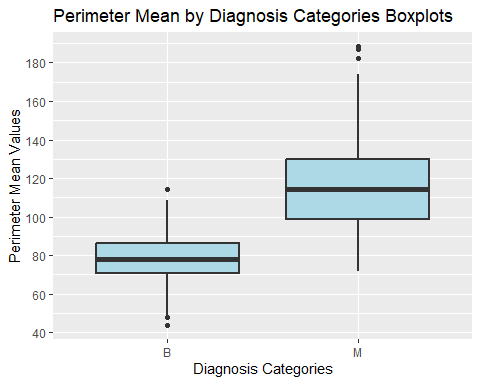 Perimeter Mean by Diagnosis Categories Boxplots
Perimeter Mean Values
180
160
140
120
100
80
60
40
B
M
Diagnosis Categories